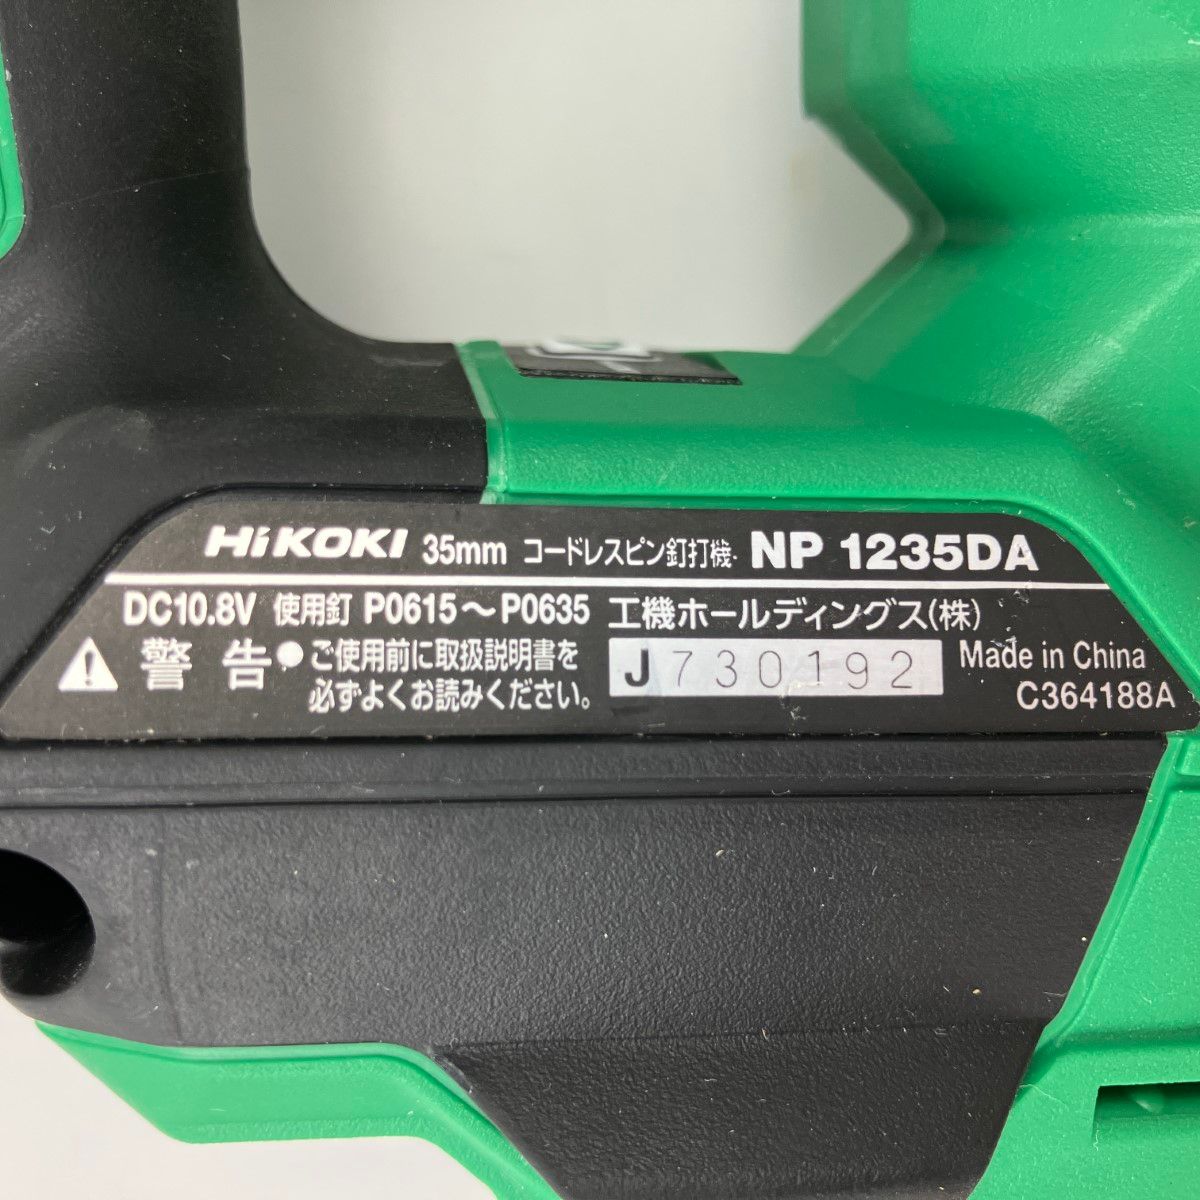 HiKOKI 35mm コードレスピン釘打機 NP 1235DA
DC10.8V 使用釘 P0615～P0635 工機ホールディングス(株)
警告 ●ご使用前に取扱説明書を
必ずよくお読みください。
J730192
Made in China
C364188A